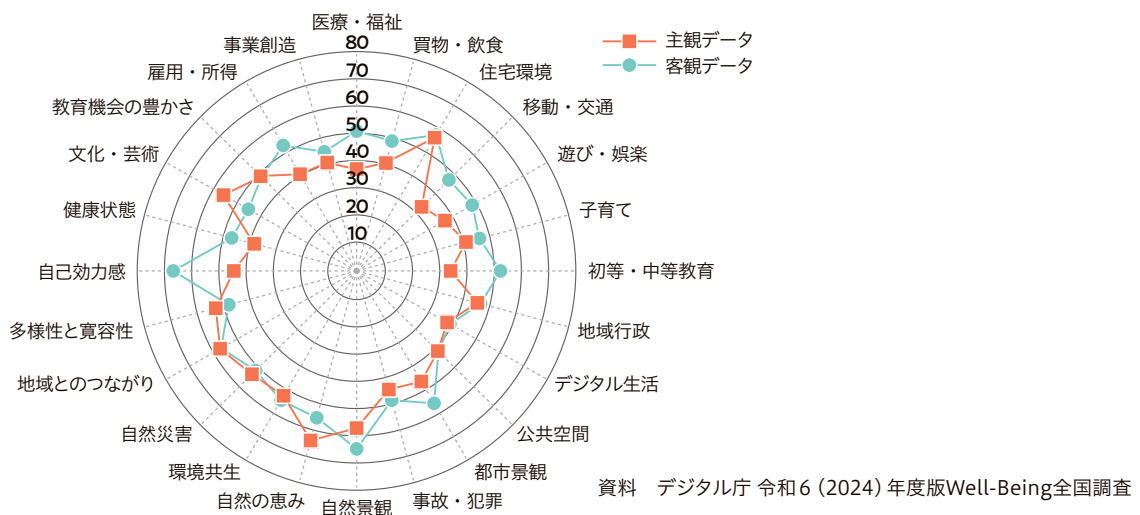 医療・福祉
買物・飲食
住宅環境
移動・交通
遊び・娯楽
子育て
初等・中等教育
地域行政
デジタル生活
公共空間
都市景観
事故・犯罪
自然景観
自然の恵み
環境共生
自然災害
地域とのつながり
多様性と寛容性
自己効力感
健康状態
文化・芸術
教育機会の豊かさ
雇用・所得
事業創造
80
70
60
50
40
30
20
10
主観データ
客観データ
資料 デジタル庁 令和6(2024)年度版Well-Being全国調査